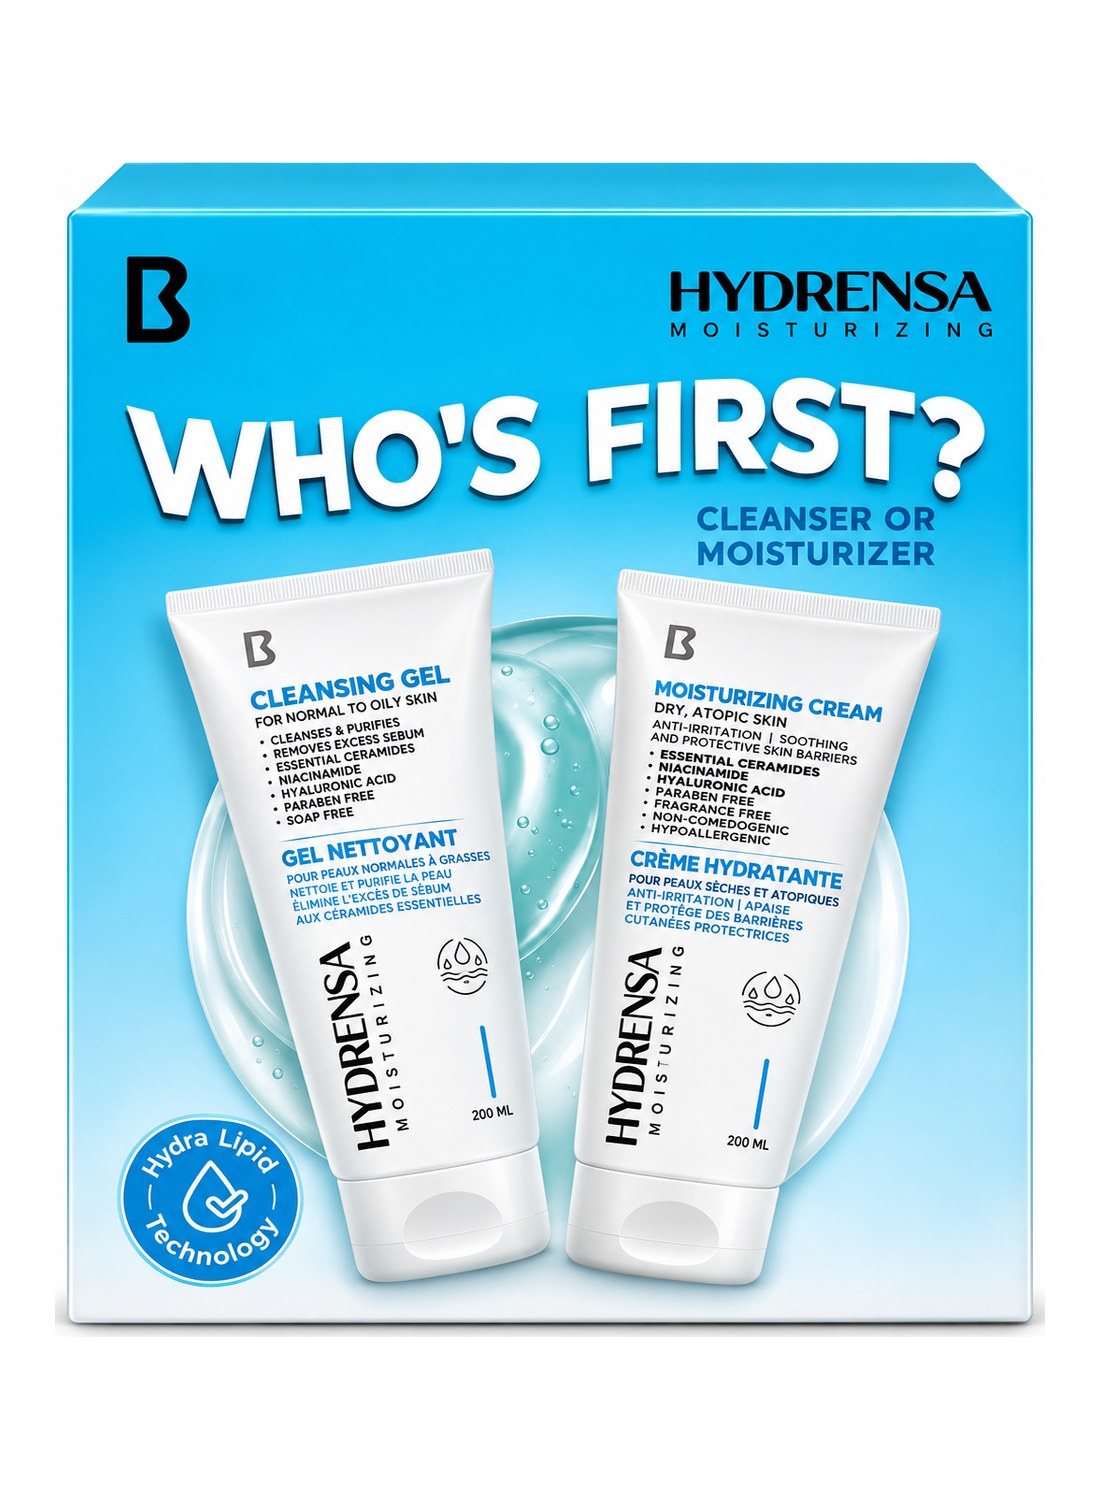 B
HYDRENSA
MOISTURIZING
WHO'S FIRST?
CLEANSER OR
MOISTURIZER
B
CLEANSING GEL
FOR NORMAL TO OILY SKIN
• CLEANSES & PURIFIES
• REMOVES EXCESS SEBUM
• ESSENTIAL CERAMIDES
• NIACINAMIDE
• HYALURONIC ACID
• PARABEN FREE
• SOAP FREE
GEL NETTOYANT
POUR PEAUX NORMALES À GRASSES
NETTOIE ET PURIFIE LA PEAU
ÉLIMINE L'EXCÈS DE SÉBUM
AUX CÉRAMIDES ESSENTIELLES
HYDRENSA
MOISTURIZING
200 ML
B
MOISTURIZING CREAM
DRY, ATOPIC SKIN
ANTI-IRRITATION | SOOTHING
AND PROTECTIVE SKIN BARRIERS
• ESSENTIAL CERAMIDES
• NIACINAMIDE
• HYALURONIC ACID
• PARABEN FREE
• FRAGRANCE FREE
• NON-COMEDOGENIC
• HYPOALLERGENIC
CRÈME HYDRATANTE
POUR PEAUX SÈCHES ET ATOPIQUES
ANTI-IRRITATION | APAISE
ET PROTÈGE DES BARRIÈRES
CUTANÉES PROTECTRICES
HYDRENSA
MOISTURIZING
200 ML
Hydra Lipid
Technology